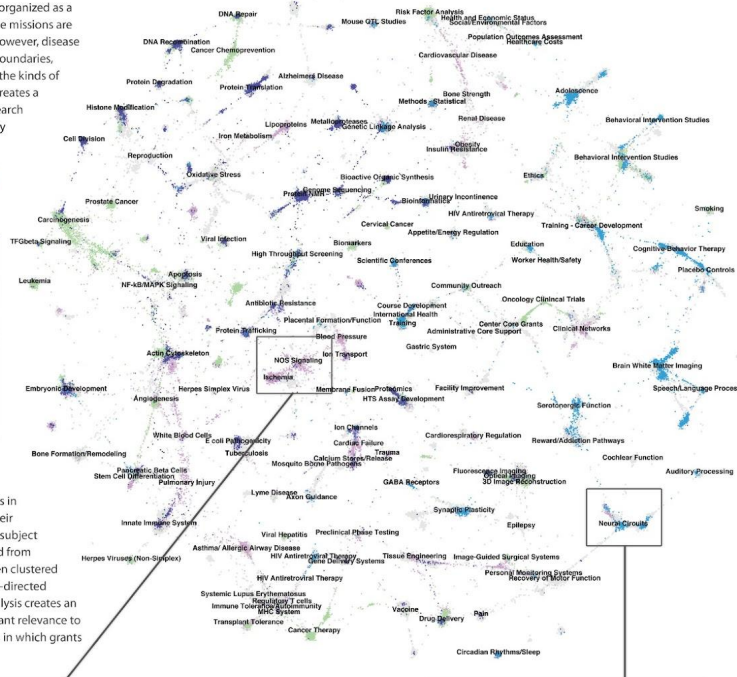 organized as a
e missions are
owever, disease
oundaries,
the kinds of
reates a
earch
y
DNA Repair
Risk Factor Analysis
Health and Economic Status
Social/Environmental Factors
Mouse QTL Studies
Population Outcomes Assessment
Healthcare Costs
DNA Recombination
Cancer Chemoprevention
Cardiovascular Disease
Alzheimers Disease
Protein Degradation
Protein Translation
Adolescence
Bone Strength
Methods - Statistical
Histone Modification
Lipoproteins
Metalloproteases
Genetic Linkage Analysis
Renal Disease
Behavioral Intervention Studies
Iron Metabolism
Cell Division
Obesity
Insulin Resistance
Reproduction
Behavioral Intervention Studies
Oxidative Stress
Bioactive Organic Synthesis
Ethics
Genome Sequencing
Protein NMR
Urinary Incontinence
Bioinformatics
Prostate Cancer
HIV Antiretroviral Therapy
Smoking
Carcinogenesis
Cervical Cancer
Training - Career Development
Appetite/Energy Regulation
TFGbeta Signaling
Viral Infection
Biomarkers
Education
Cognitive Behavior Therapy
High Throughput Screening
Scientific Conferences
Worker Health/Safety
Placebo Controls
Apoptosis
Leukemia
NF-kB/MAPK Signaling
Community Outreach
Antibiotic Resistance
Course Development
Oncology Clinincal Trials
International Health
Placental Formation/Function
Training
Center Core Grants
Protein Trafficking
Administrative Core Support
Clinical Networks
Blood Pressure
Gastric System
Actin Cytoskeleton
Ion Transport
NOS Signaling
Brain White Matter Imaging
Ischemia
Embryonic Development
Herpes Simplex Virus
Membrane Fusion
Proteomics
Facility Improvement
Speech/Language Proces
Angiogenesis
HTS Assay Development
Serotonergic Function
White Blood Cells
Ion Channels
E coli Pathogenicity
Cardiac Failure
Cardiorespiratory Regulation
Reward/Addiction Pathways
Bone Formation/Remodeling
Tuberculosis
Trauma
Calcium Stores/Release
Cochlear Function
Mosquito Borne Pathogens
Pancreatic Beta Cells
Fluorescence Imaging
Auditory Processing
Stem Cell Differentiation
Optical Imaging
Pulmonary Injury
GABA Receptors
3D Image Reconstruction
Lyme Disease
Axon Guidance
s in
eir
Synaptic Plasticity
subject
Innate Immune System
Epilepsy
Neural Circuits
d from
Viral Hepatitis
Preclinical Phase Testing
en clustered
Asthma/ Allergic Airway Disease
Herpes Viruses (Non-Simplex)
HIV Antiretroviral Therapy
Gene Delivery Systems
Tissue Engineering
Image-Guided Surgical Systems
-directed
Personal Monitoring Systems
Recovery of Motor Function
lysis creates an
HIV Antiretroviral Therapy
ant relevance to
Systemic Lupus Erythematosus
Regulatory T cells
Immune Tolerance/Autoimmunity
MHC System
Vaccine
in which grants
Transplant Tolerance
Drug Delivery
Pain
Cancer Therapy
Circadian Rhythms/Sleep